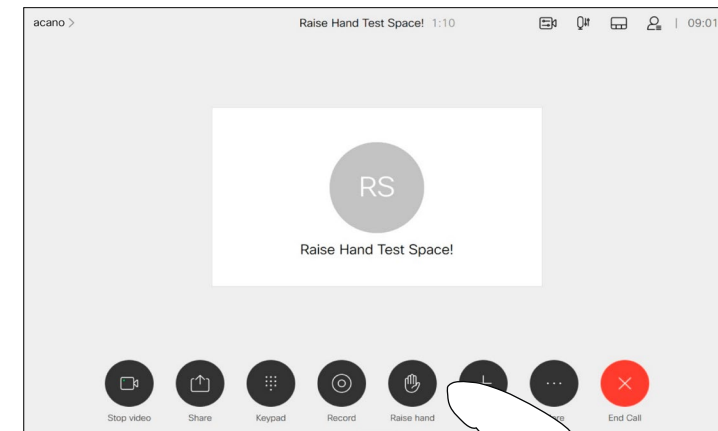 acano >
Raise Hand Test Space! 1:10
| 09:01
RS
Raise Hand Test Space!
Stop video
Share
Keypad
Record
Raise hand
End Call